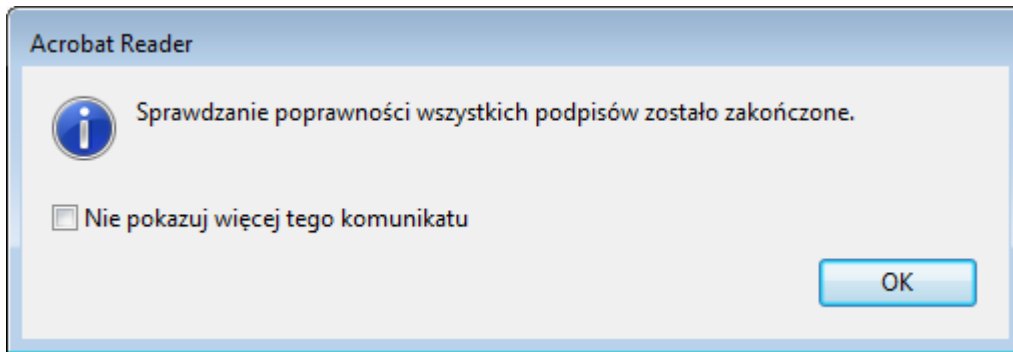 Acrobat Reader
Sprawdzanie poprawności wszystkich podpisów zostało zakończone.
Nie pokazuj więcej tego komunikatu
OK